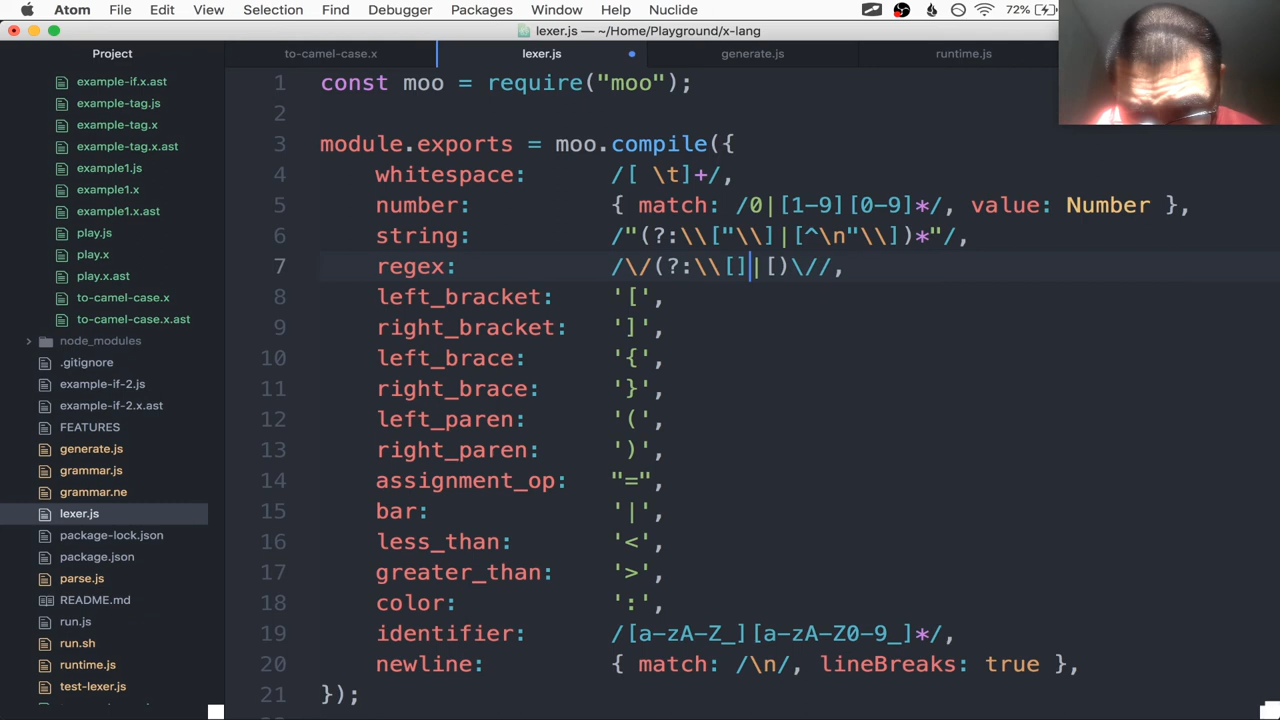 Atom File Edit View Selection Find Debugger Packages Window Help Nuclide 72%
lexer.js — ~/Home/Playground/x-lang
Project to-camel-case.x lexer.js generate.js runtime.js
example-if.x.ast
example-tag.js
example-tag.x
example-tag.x.ast
example1.js
example1.x
example1.x.ast
play.js
play.x
play.x.ast
to-camel-case.x
to-camel-case.x.ast
node_modules
.gitignore
example-if-2.js
example-if-2.x.ast
FEATURES
generate.js
grammar.js
grammar.ne
lexer.js
package-lock.json
package.json
parse.js
README.md
run.js
run.sh
runtime.js
test-lexer.js
1 const moo = require("moo");
2
3 module.exports = moo.compile({
4 whitespace: /[ \t]+/,
5 number: { match: /0|[1-9][0-9]*/, value: Number },
6 string: /"(?:\\["\\]|[^\n"\\])*"/,
7 regex: /\/(?:\\[]|[)\//,
8 left_bracket: '[',
9 right_bracket: ']',
10 left_brace: '{',
11 right_brace: '}',
12 left_paren: '(',
13 right_paren: ')',
14 assignment_op: "=",
15 bar: '|',
16 less_than: '<',
17 greater_than: '>',
18 color: ':',
19 identifier: /[a-zA-Z_][a-zA-Z0-9_]*/,
20 newline: { match: /\n/, lineBreaks: true },
21 });